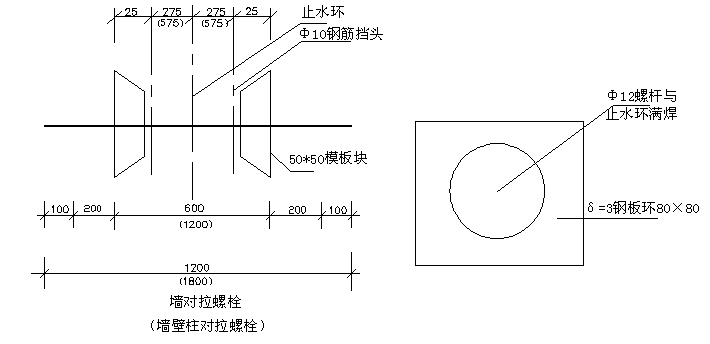 25 275 275 25
(575) (575)
止水环
Φ10钢筋挡头
50*50模板块
100 200 600 200 100
(1200)
1200
(1800)
墙对拉螺栓
(墙壁柱对拉螺栓)
Φ12螺杆与
止水环满焊
δ=3钢板环80×80